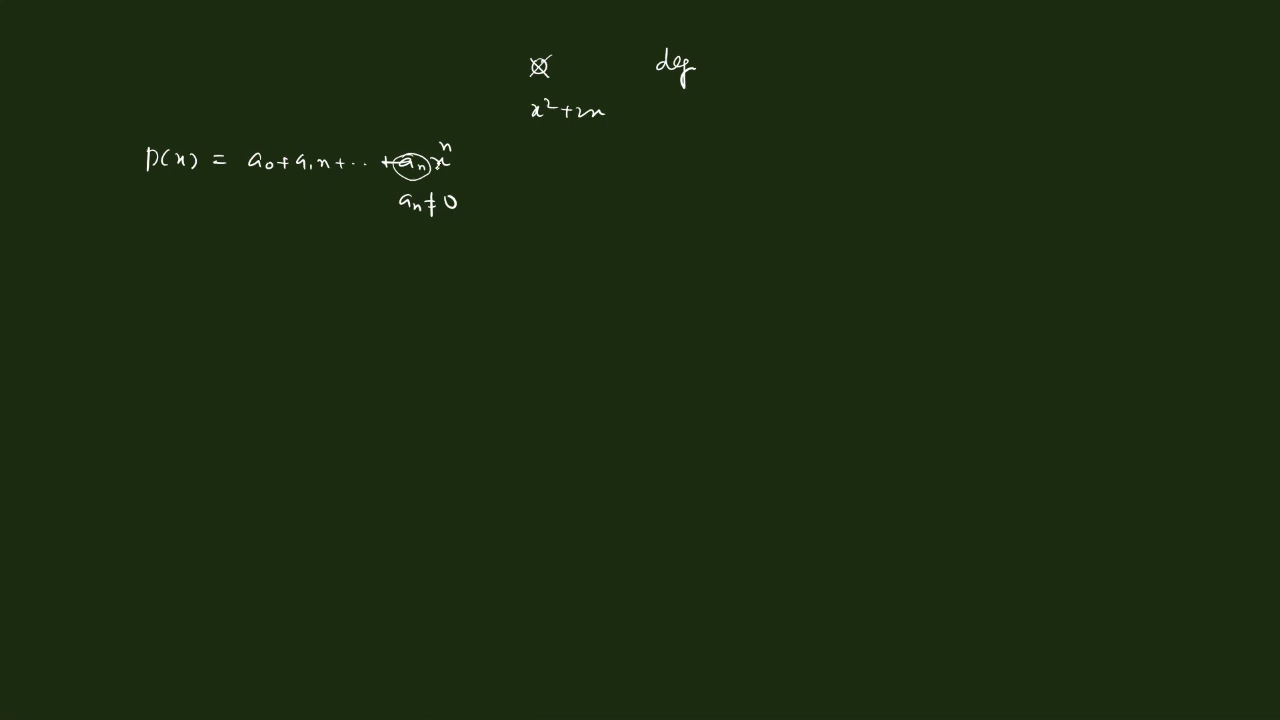 deg
x²+2x
P(x) = a₀+a₁x+..+aₙxⁿ
aₙ≠0